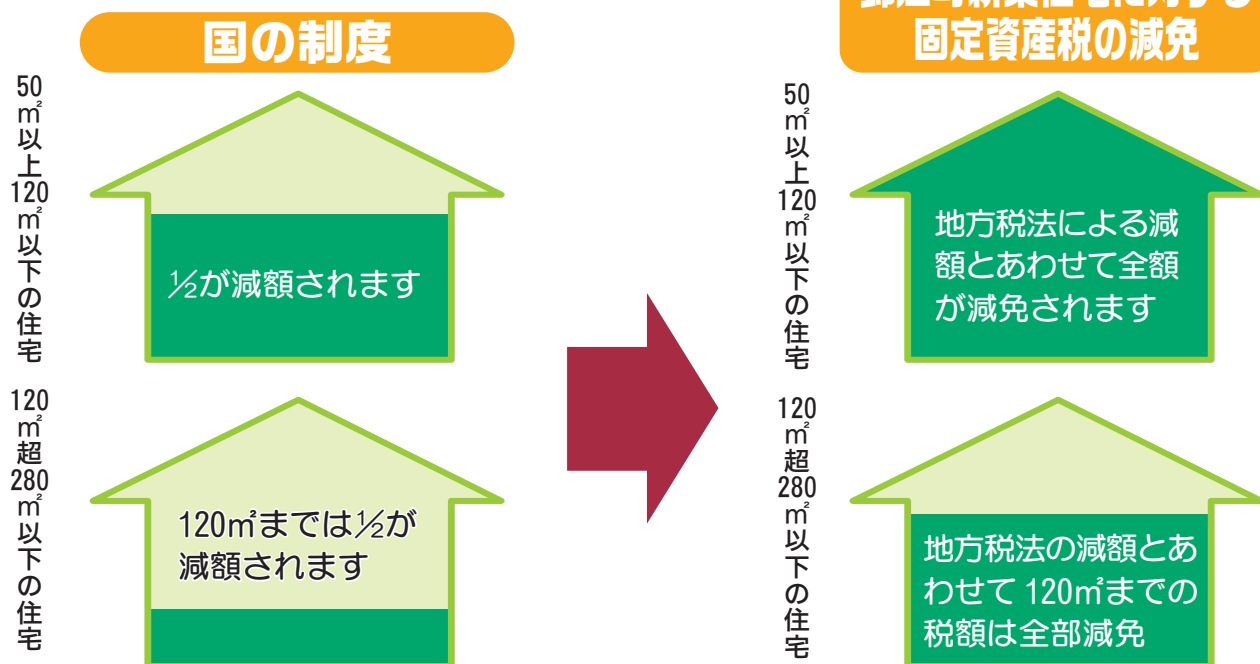 国の制度
50㎡以上120㎡以下の住宅
½が減額されます
120㎡超280㎡以下の住宅
120㎡までは½が
減額されます
固定資産税の減免
50㎡以上120㎡以下の住宅
地方税法による減
額とあわせて全額
が減免されます
120㎡超280㎡以下の住宅
地方税法の減額とあ
わせて120㎡までの
税額は全部減免